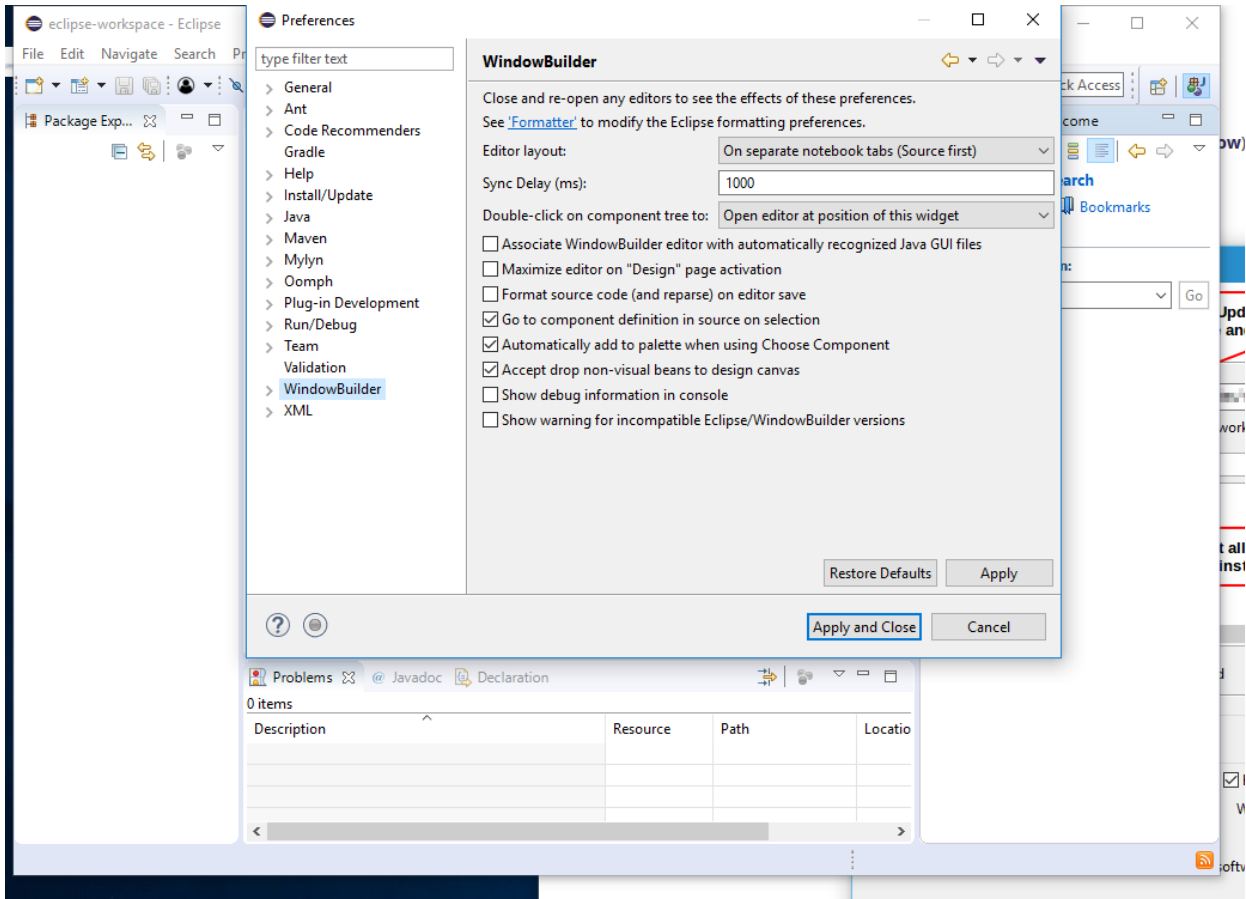 eclipse-workspace - Eclipse
File Edit Navigate Search
Package Exp...
Preferences
type filter text
General
Ant
Code Recommenders
Gradle
Help
Install/Update
Java
Maven
Mylyn
Oomph
Plug-in Development
Run/Debug
Team
Validation
WindowBuilder
XML
WindowBuilder
Close and re-open any editors to see the effects of these preferences.
See 'Formatter' to modify the Eclipse formatting preferences.
Editor layout: On separate notebook tabs (Source first)
Sync Delay (ms): 1000
Double-click on component tree to: Open editor at position of this widget
Associate WindowBuilder editor with automatically recognized Java GUI files
Maximize editor on "Design" page activation
Format source code (and reparse) on editor save
Go to component definition in source on selection
Automatically add to palette when using Choose Component
Accept drop non-visual beans to design canvas
Show debug information in console
Show warning for incompatible Eclipse/WindowBuilder versions
Restore Defaults Apply
Apply and Close Cancel
ck Access
come
arch
Bookmarks
n:
Go
Problems @ Javadoc Declaration
0 items
Description Resource Path Locatio
ow)
Upd
work
t all
inst
softw